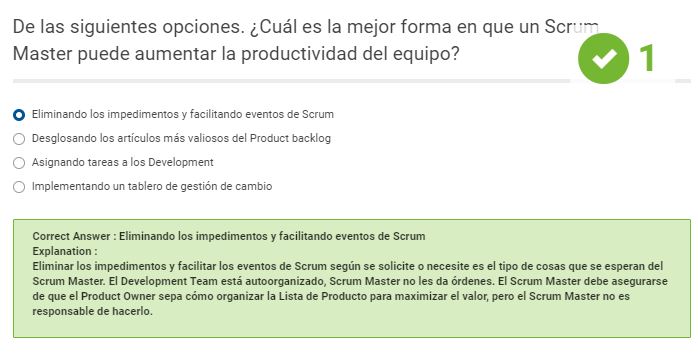 De las siguientes opciones. ¿Cuál es la mejor forma en que un Scrum
Master puede aumentar la productividad del equipo?
1
Eliminando los impedimentos y facilitando eventos de Scrum
Desglosando los artículos más valiosos del Product backlog
Asignando tareas a los Development
Implementando un tablero de gestión de cambio
Correct Answer : Eliminando los impedimentos y facilitando eventos de Scrum
Explanation :
Eliminar los impedimentos y facilitar los eventos de Scrum según se solicite o necesite es el tipo de cosas que se esperan del
Scrum Master. El Development Team está autoorganizado, Scrum Master no les da órdenes. El Scrum Master debe asegurarse
de que el Product Owner sepa cómo organizar la Lista de Producto para maximizar el valor, pero el Scrum Master no es
responsable de hacerlo.